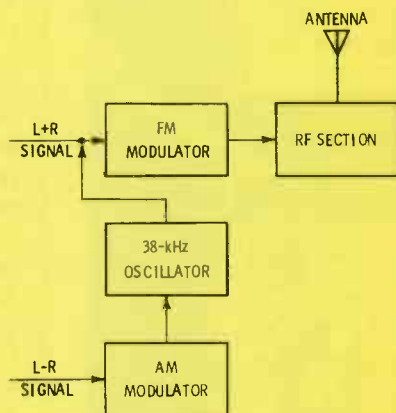 ANTENNA
L+R
SIGNAL
FM
MODULATOR
RF SECTION
38-kHz
OSCILLATOR
L-R
SIGNAL
AM
MODULATOR